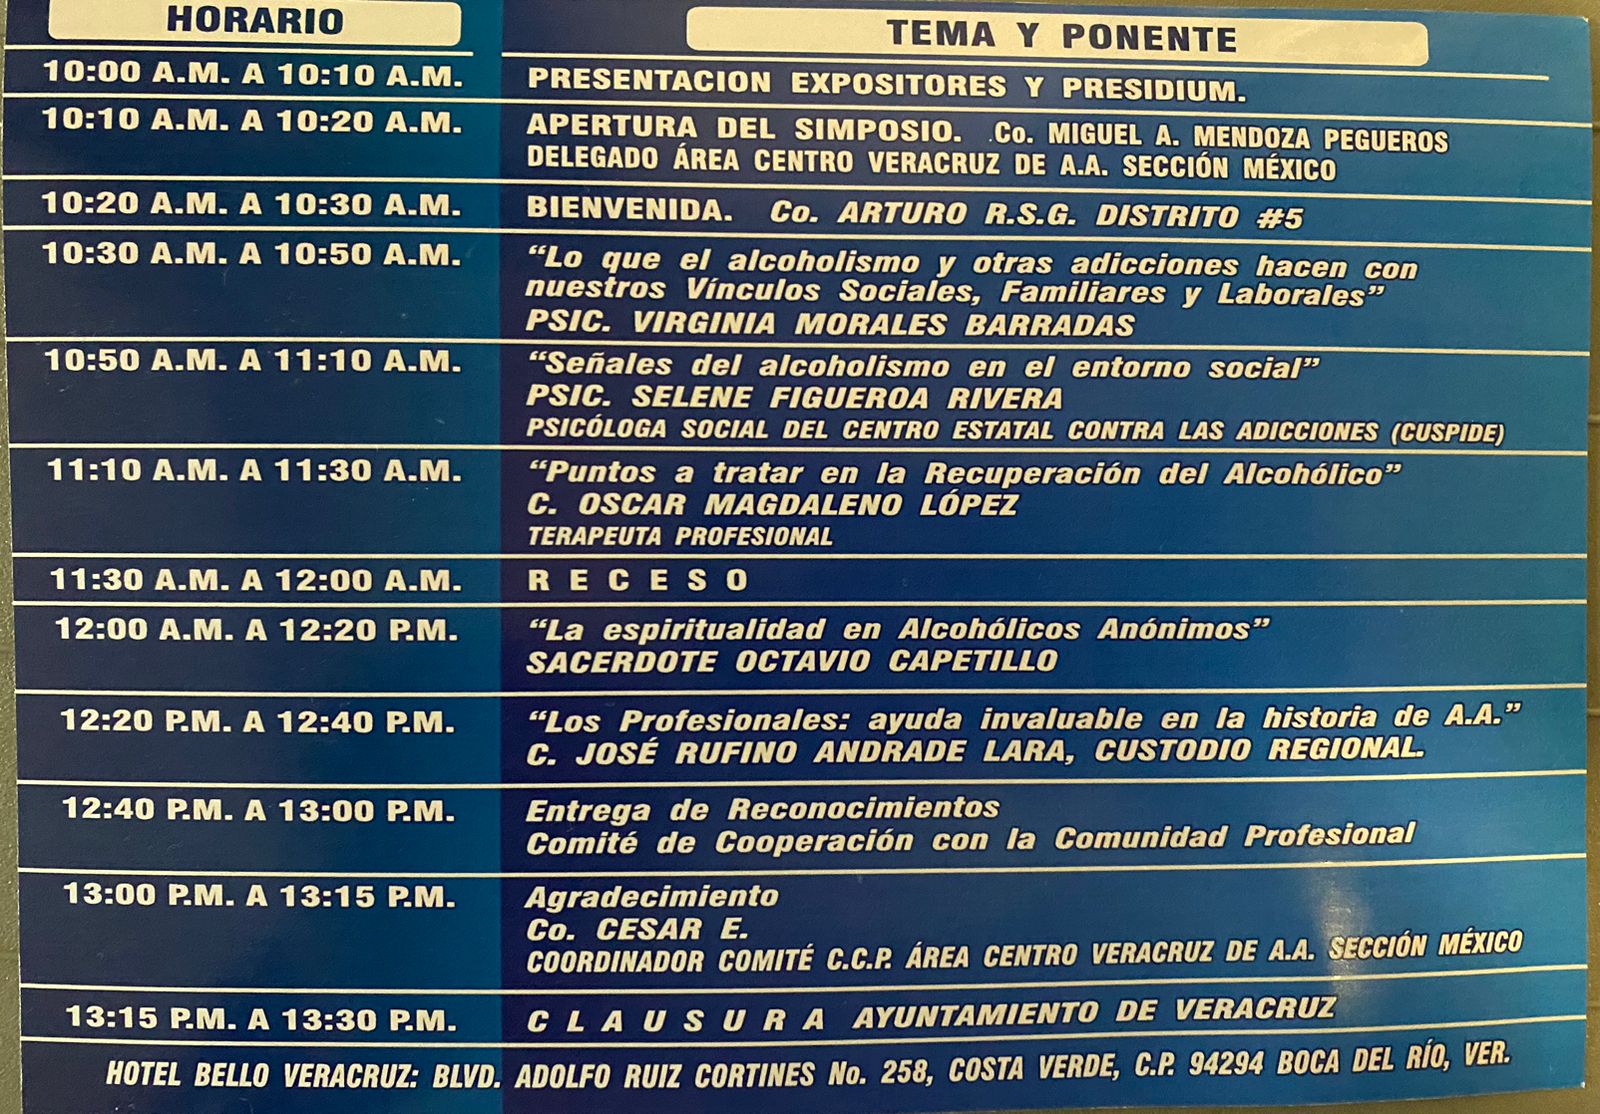 HORARIO
TEMA Y PONENTE
10:00 A.M. A 10:10 A.M.
PRESENTACION EXPOSITORES Y PRESIDIUM.
10:10 A.M. A 10:20 A.M.
APERTURA DEL SIMPOSIO. Co. MIGUEL A. MENDOZA PEGUEROS
DELEGADO ÁREA CENTRO VERACRUZ DE A.A. SECCIÓN MÉXICO
10:20 A.M. A 10:30 A.M.
BIENVENIDA. Co. ARTURO R.S.G. DISTRITO #5
10:30 A.M. A 10:50 A.M.
“Lo que el alcoholismo y otras adicciones hacen con
nuestros Vínculos Sociales, Familiares y Laborales”
PSIC. VIRGINIA MORALES BARRADAS
10:50 A.M. A 11:10 A.M.
“Señales del alcoholismo en el entorno social”
PSIC. SELENE FIGUEROA RIVERA
PSICÓLOGA SOCIAL DEL CENTRO ESTATAL CONTRA LAS ADICCIONES (CUSPIDE)
11:10 A.M. A 11:30 A.M.
“Puntos a tratar en la Recuperación del Alcohólico”
C. OSCAR MAGDALENO LÓPEZ
TERAPEUTA PROFESIONAL
11:30 A.M. A 12:00 A.M.
R E C E S O
12:00 A.M. A 12:20 P.M.
“La espiritualidad en Alcohólicos Anónimos”
SACERDOTE OCTAVIO CAPETILLO
12:20 P.M. A 12:40 P.M.
“Los Profesionales: ayuda invaluable en la historia de A.A.”
C. JOSÉ RUFINO ANDRADE LARA, CUSTODIO REGIONAL.
12:40 P.M. A 13:00 P.M.
Entrega de Reconocimientos
Comité de Cooperación con la Comunidad Profesional
13:00 P.M. A 13:15 P.M.
Agradecimiento
Co. CESAR E.
COORDINADOR COMITÉ C.C.P. ÁREA CENTRO VERACRUZ DE A.A. SECCIÓN MÉXICO
13:15 P.M. A 13:30 P.M.
C L A U S U R A AYUNTAMIENTO DE VERACRUZ
HOTEL BELLO VERACRUZ: BLVD. ADOLFO RUIZ CORTINES No. 258, COSTA VERDE, C.P. 94294 BOCA DEL RÍO, VER.